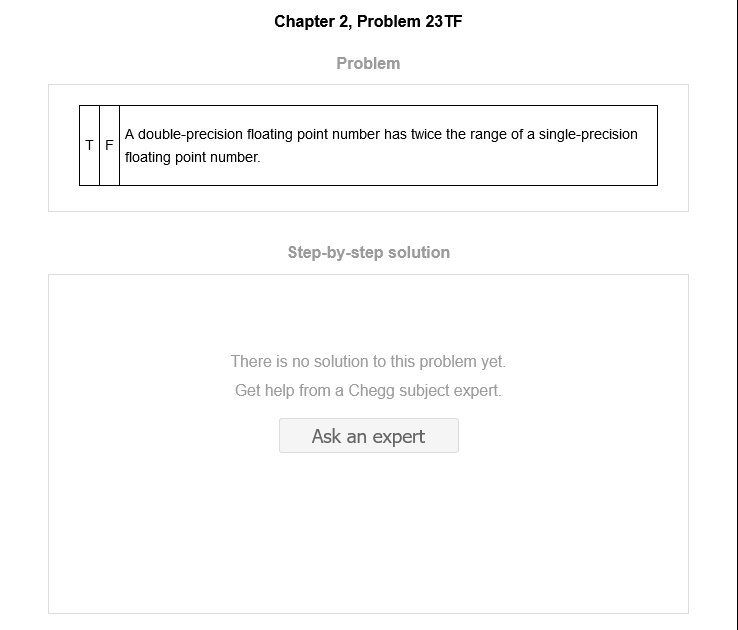 Chapter 2, Problem 23TF
Problem
T F A double-precision floating point number has twice the range of a single-precision
floating point number.
Step-by-step solution
There is no solution to this problem yet.
Get help from a Chegg subject expert.
Ask an expert